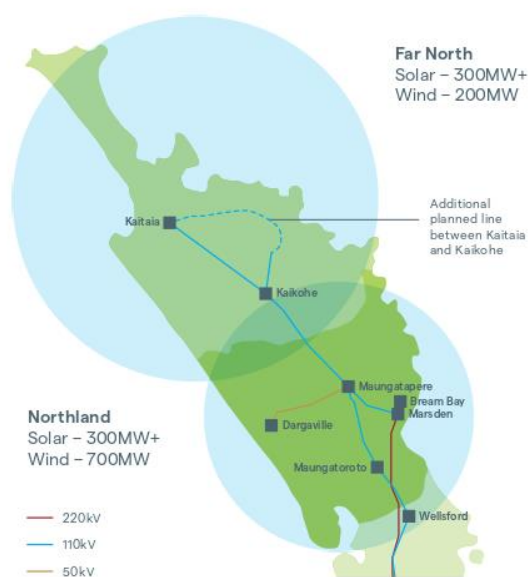 Far North
Solar – 300MW+
Wind – 200MW
Additional
planned line
between Kaitaia
and Kaikohe
Kaitaia
Kaikohe
Maungatapere
Bream Bay
Marsden
Dargaville
Northland
Solar – 300MW+
Wind – 700MW
Maungatoroto
Wellsford
220kV
110kV
50kV